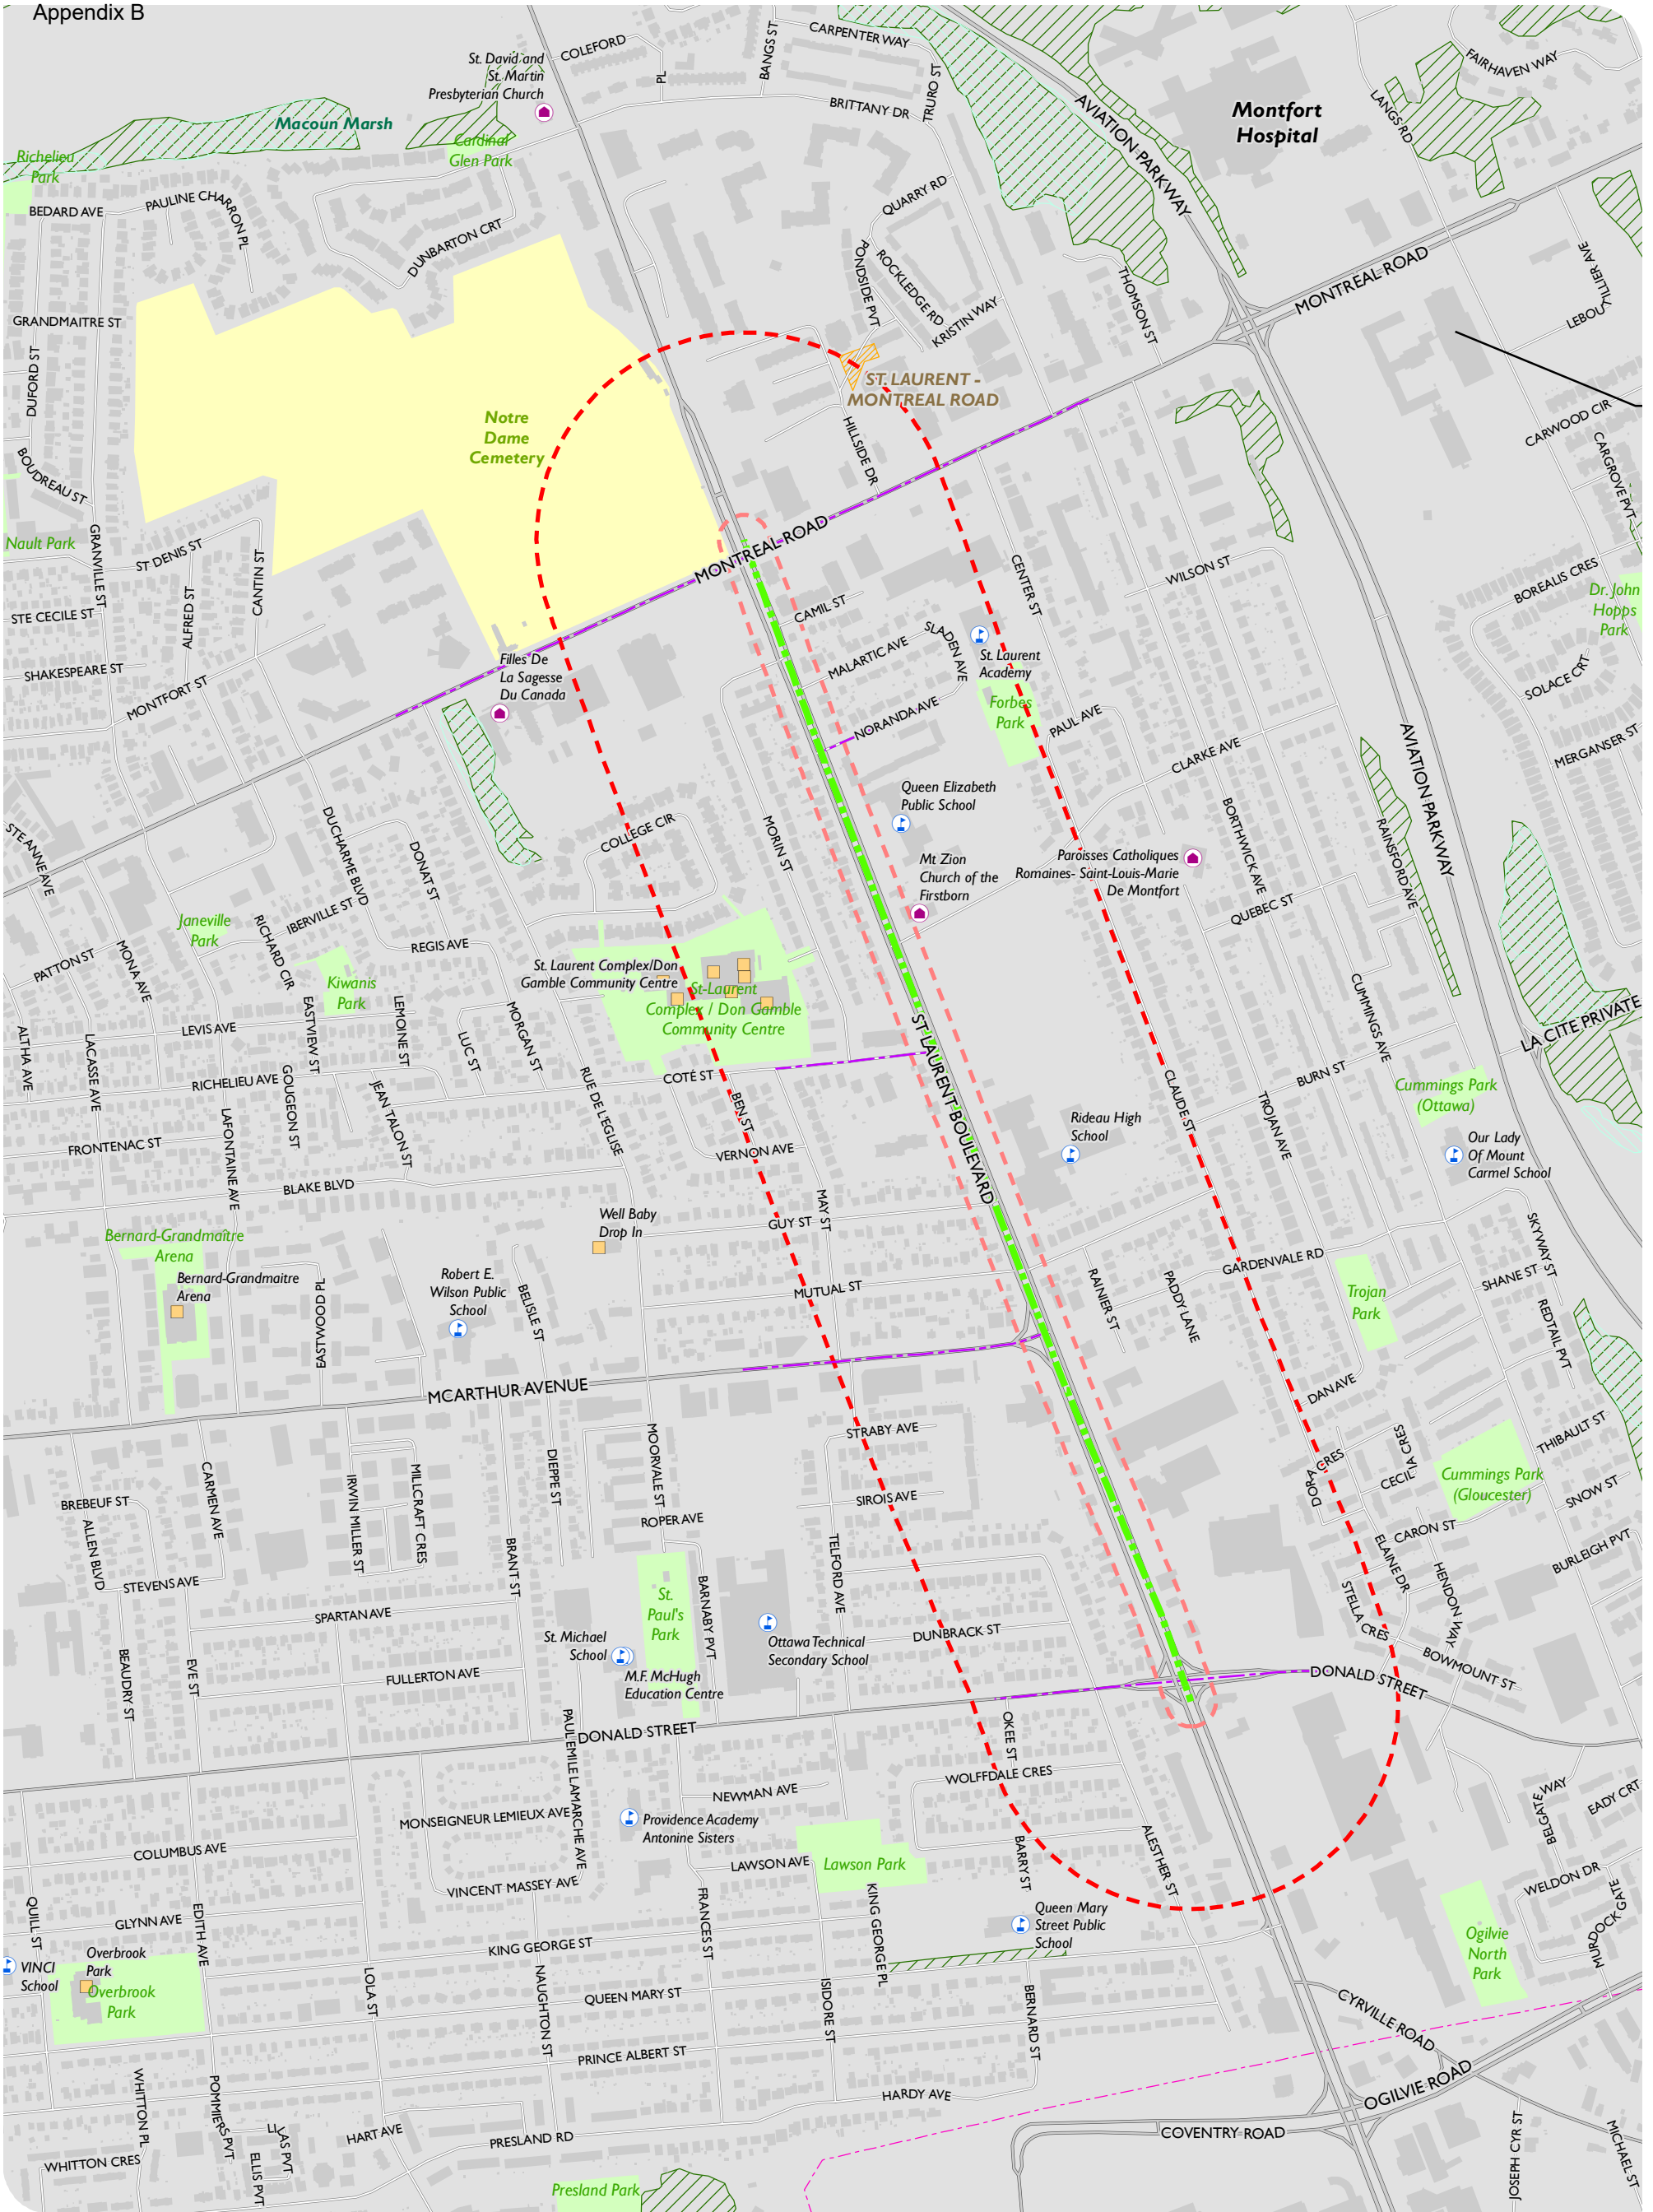 Appendix B
St. David and
St. Martin
Presbyterian Church
COLEFORD
PL
BANGS ST
CARPENTER WAY
TRURO ST
BRITTANY DR
AVIATION PARKWAY
Montfort
Hospital
LANGS RD
FAIRHAVEN WAY
Macoun Marsh
Cardinal
Glen Park
Richelieu
Park
BEDARD AVE
PAULINE CHARRON PL
DUNBARTON CRT
QUARRY RD
PONDSIDE PVT
ROCKLEDGE RD
KRISTIN WAY
THOMSON ST
MONTREAL ROAD
TILLIER AVE
LEBOU
GRANDMAITRE ST
DUFORD ST
ST. LAURENT -
MONTREAL ROAD
Notre
Dame
Cemetery
HILLSIDE DR
CARWOOD CIR
CARGROVE PVT
BOUDREAU ST
Nault Park
GRANVILLE ST
ST DENIS ST
CANTIN ST
ALFRED ST
STE CECILE ST
MONTREAL ROAD
CAMIL ST
CENTER ST
WILSON ST
BOREALIS CRES
Dr. John
Hopps
Park
SHAKESPEARE ST
MONTFORT ST
Filles De
La Sagesse
Du Canada
MALARTIC AVE
SLADEN AVE
St. Laurent
Academy
Forbes
Park
NORANDA AVE
PAUL AVE
CLARKE AVE
SOLACE CRT
MERGANSER ST
AVIATION PARKWAY
STE ANNE AVE
DUCHARME BLVD
DONAT ST
COLLEGE CIR
MORIN ST
Queen Elizabeth
Public School
Mt Zion
Church of the
Firstborn
Paroisses Catholiques
Romaines- Saint-Louis-Marie
De Montfort
BORTHWICK AVE
RAINSFORD AVE
QUEBEC ST
Janeville
Park
IBERVILLE ST
RICHARD CIR
REGIS AVE
PATTON ST
MONA AVE
Kiwanis
Park
St. Laurent Complex/Don
Gamble Community Centre
St-Laurent
Complex / Don Gamble
Community Centre
CUMMINGS AVE
LA CITE PRIVATE
ALTHA AVE
LACASSE AVE
LEVIS AVE
EASTVIEW ST
LEMOINE ST
LUC ST
MORGAN ST
RICHELIEU AVE
GOUGEON ST
JEAN TALON ST
RUE DE L'EGLISE
COTÉ ST
BEN ST
ST LAURENT BOULEVARD
CLAUDE ST
BURN ST
TROJAN AVE
Cummings Park
(Ottawa)
FRONTENAC ST
LAFONTAINE AVE
VERNON AVE
Rideau High
School
Our Lady
Of Mount
Carmel School
BLAKE BLVD
MAY ST
GUY ST
Well Baby
Drop In
SKYWAY ST
Bernard-Grandmaître
Arena
Bernard-Grandmaitre
Arena
EASTWOOD PL
Robert E.
Wilson Public
School
BELISLE ST
MUTUAL ST
RAINIER ST
PADDY LANE
GARDENVALE RD
Trojan
Park
SHANE ST
REDTAIL PVT
MCARTHUR AVENUE
DAN AVE
STRABY AVE
MOORVALE ST
DIEPPE ST
THIBAULT ST
DORA CRES
CECILIA CRES
Cummings Park
(Gloucester)
SNOW ST
CARMEN AVE
IRWIN MILLER ST
MILLCRAFT CRES
BREBEUF ST
ALLEN BLVD
SIROIS AVE
ROPER AVE
CARON ST
BURLEIGH PVT
STEVENS AVE
BRANT ST
BARNABY PVT
TELFORD AVE
ELAINE DR
HENDON WAY
STELLA CRES
SPARTAN AVE
St.
Paul's
Park
BEAUDRY ST
EVE ST
FULLERTON AVE
St. Michael
School
M.F. McHugh
Education Centre
Ottawa Technical
Secondary School
DUNBRACK ST
BOWMOUNT ST
DONALD STREET
DONALD STREET
PAUL EMILE LAMARCHE AVE
OKEE ST
WOLFFDALE CRES
NEWMAN AVE
MONSEIGNEUR LEMIEUX AVE
Providence Academy
Antonine Sisters
BELGATE WAY
EADY CRT
COLUMBUS AVE
LAWSON AVE
Lawson Park
BARRY ST
ALESTHER ST
VINCENT MASSEY AVE
WELDON DR
MURDOCK GATE
QUILL ST
GLYNN AVE
EDITH AVE
FRANCES ST
KING GEORGE PL
Queen Mary
Street Public
School
Ogilvie
North
Park
KING GEORGE ST
VINCI
School
Overbrook
Park
Overbrook
Park
LOLA ST
NAUGHTON ST
QUEEN MARY ST
ISIDORE ST
BERNARD ST
CYRVILLE ROAD
PRINCE ALBERT ST
WHITTON PL
POMMIERS PVT
HARDY AVE
OGILVIE ROAD
LILAS PVT
HART AVE
PRESLAND RD
COVENTRY ROAD
WHITTON CRES
ELLIS PVT
Presland Park
JOSEPH CYR ST
MICHAEL ST